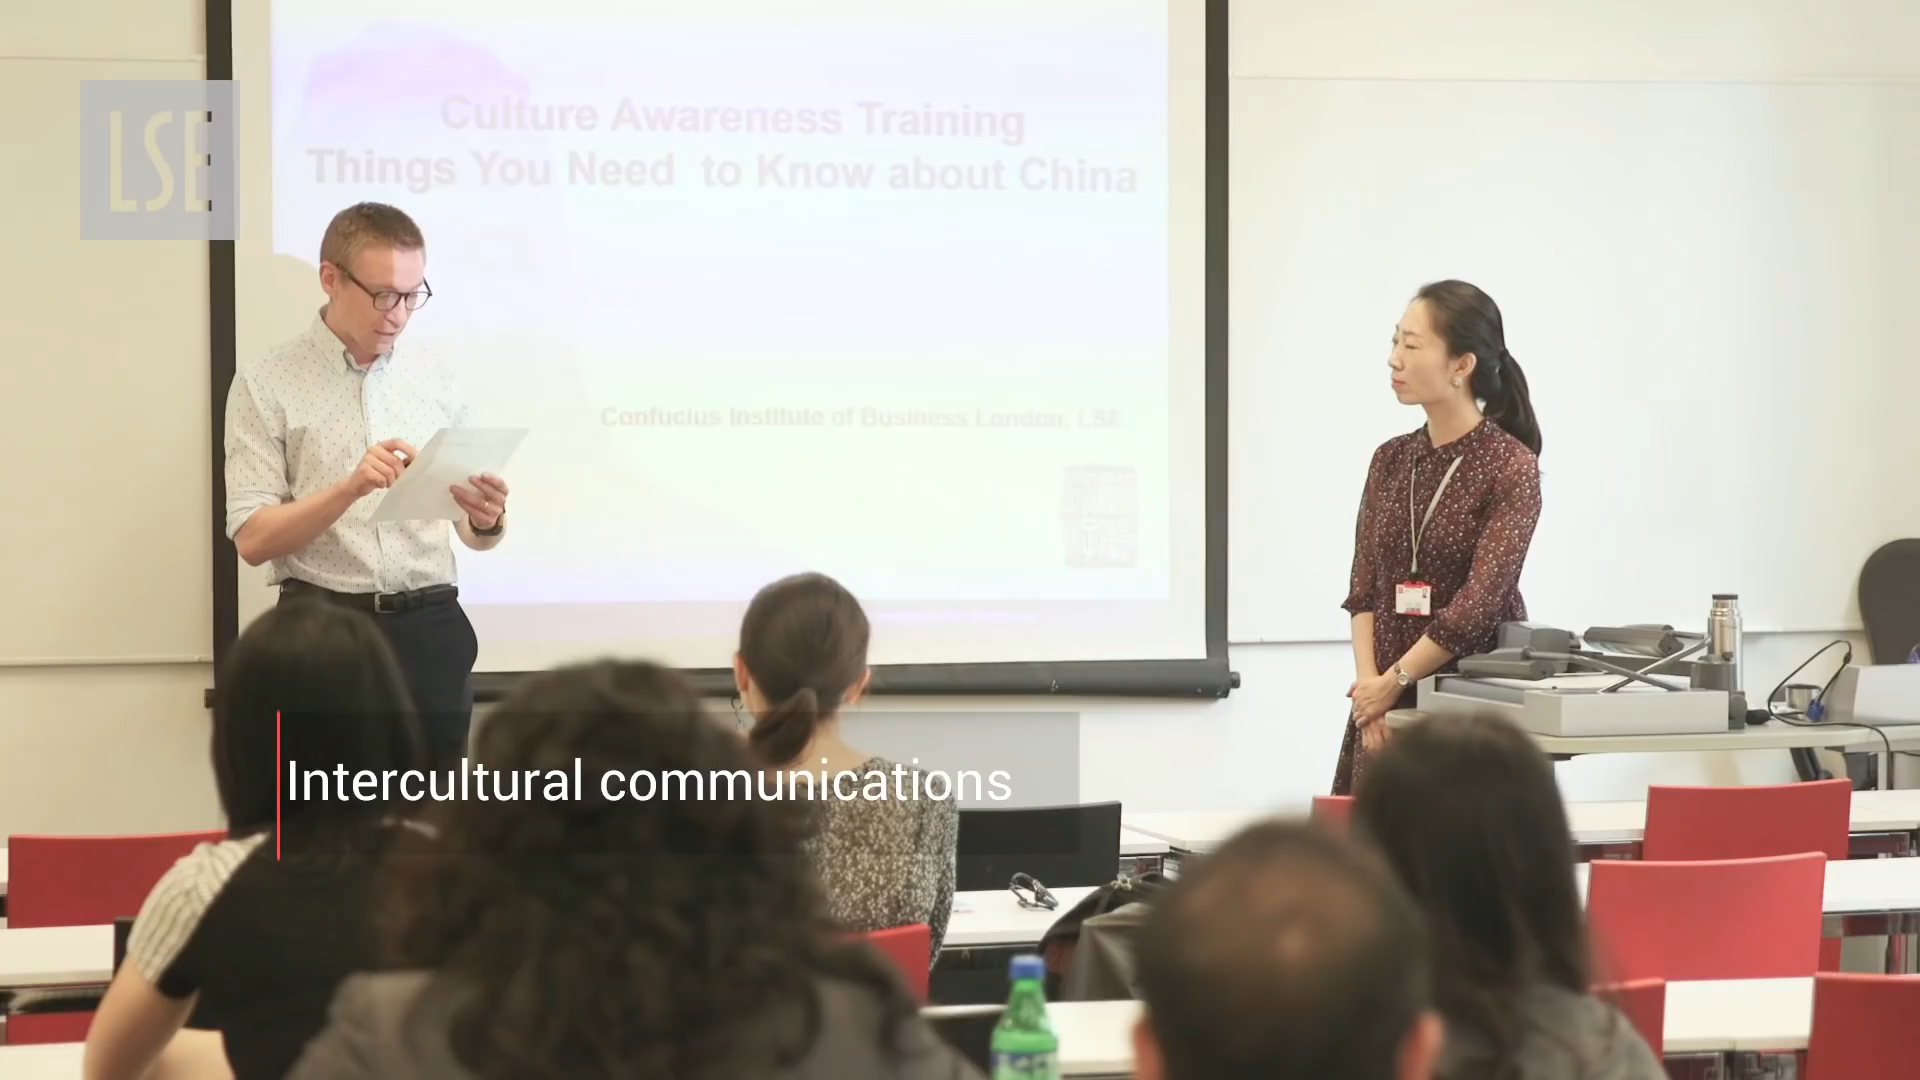 LSE
Culture Awareness Training
Things You Need to Know about China
Confucius Institute of Business London, LSE
Intercultural communications